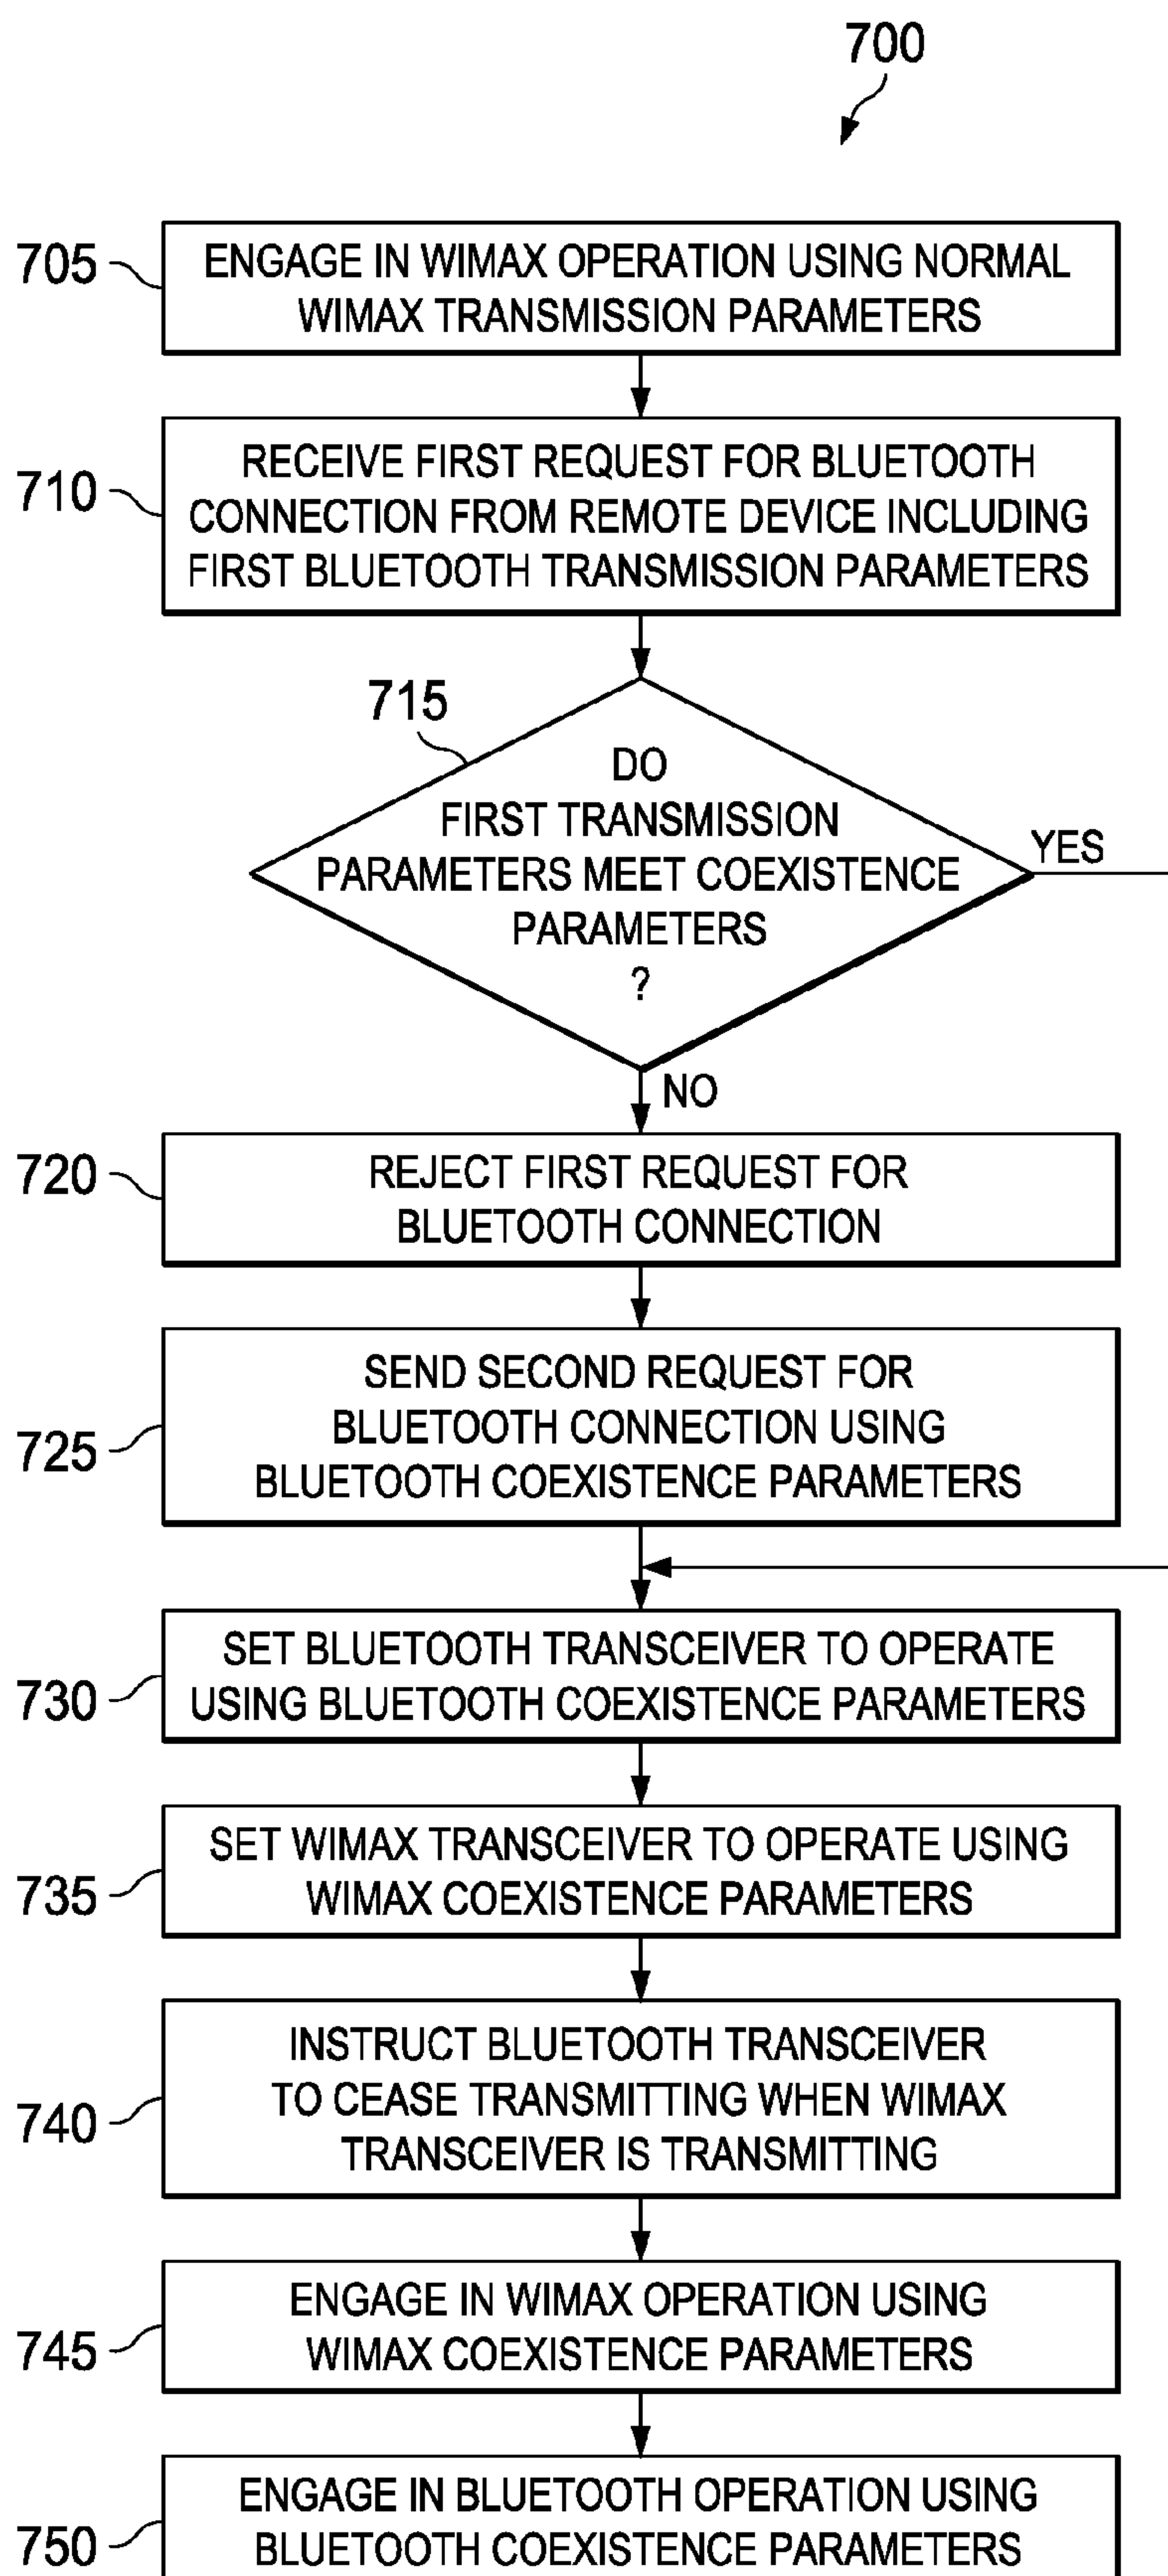 700
705
ENGAGE IN WIMAX OPERATION USING NORMAL
WIMAX TRANSMISSION PARAMETERS
710
RECEIVE FIRST REQUEST FOR BLUETOOTH
CONNECTION FROM REMOTE DEVICE INCLUDING
FIRST BLUETOOTH TRANSMISSION PARAMETERS
715
DO
FIRST TRANSMISSION
PARAMETERS MEET COEXISTENCE
PARAMETERS
?
YES
NO
720
REJECT FIRST REQUEST FOR
BLUETOOTH CONNECTION
725
SEND SECOND REQUEST FOR
BLUETOOTH CONNECTION USING
BLUETOOTH COEXISTENCE PARAMETERS
730
SET BLUETOOTH TRANSCEIVER TO OPERATE
USING BLUETOOTH COEXISTENCE PARAMETERS
735
SET WIMAX TRANSCEIVER TO OPERATE USING
WIMAX COEXISTENCE PARAMETERS
740
INSTRUCT BLUETOOTH TRANSCEIVER
TO CEASE TRANSMITTING WHEN WIMAX
TRANSCEIVER IS TRANSMITTING
745
ENGAGE IN WIMAX OPERATION USING
WIMAX COEXISTENCE PARAMETERS
750
ENGAGE IN BLUETOOTH OPERATION USING
BLUETOOTH COEXISTENCE PARAMETERS